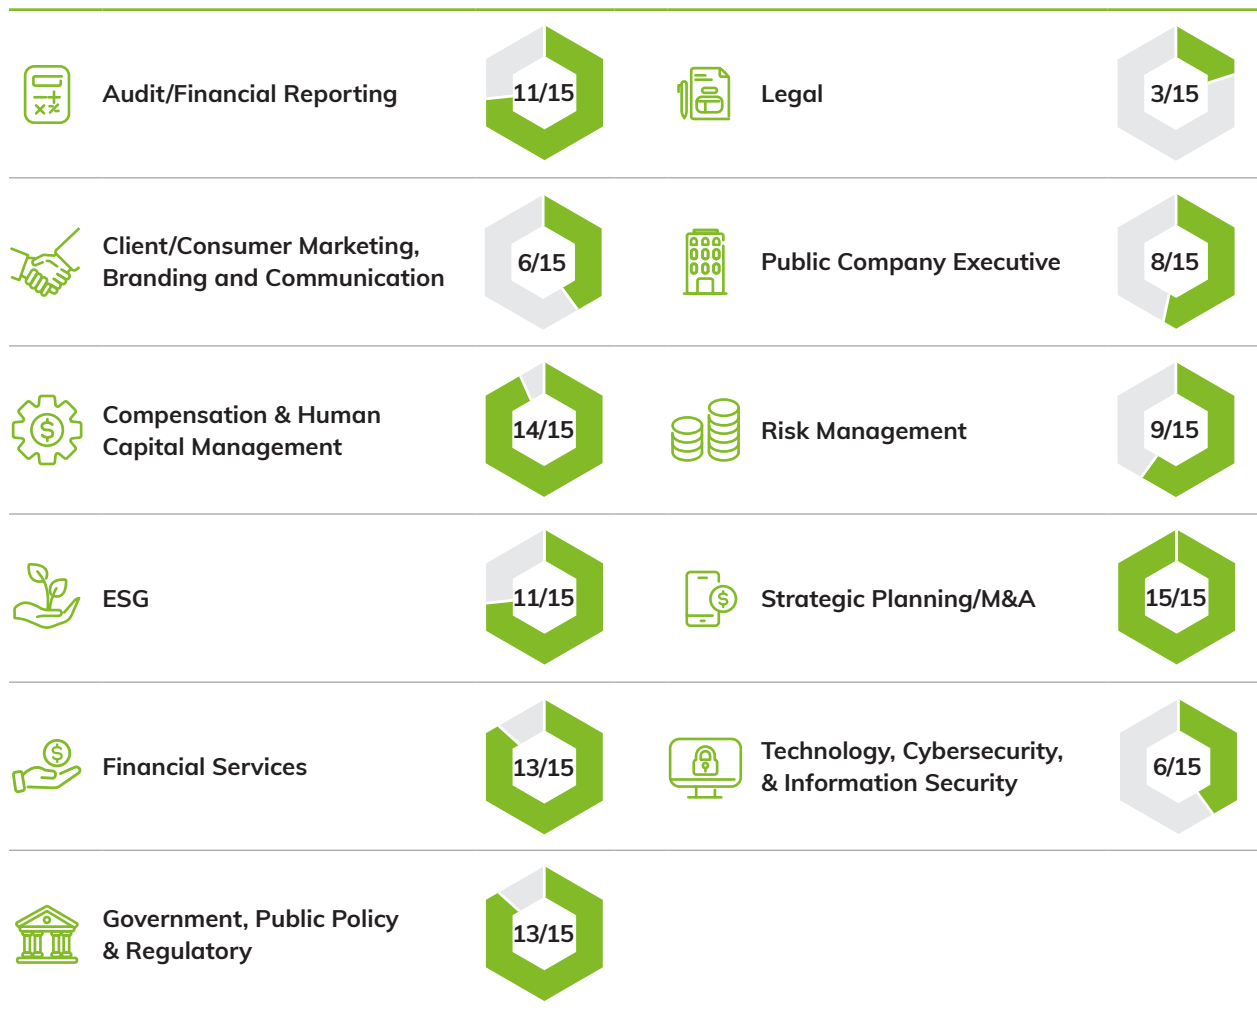 Audit/Financial Reporting
11/15
Legal
3/15
Client/Consumer Marketing,
Branding and Communication
6/15
Public Company Executive
8/15
Compensation & Human
Capital Management
14/15
Risk Management
9/15
ESG
11/15
Strategic Planning/M&A
15/15
Financial Services
13/15
Technology, Cybersecurity,
& Information Security
6/15
Government, Public Policy
& Regulatory
13/15